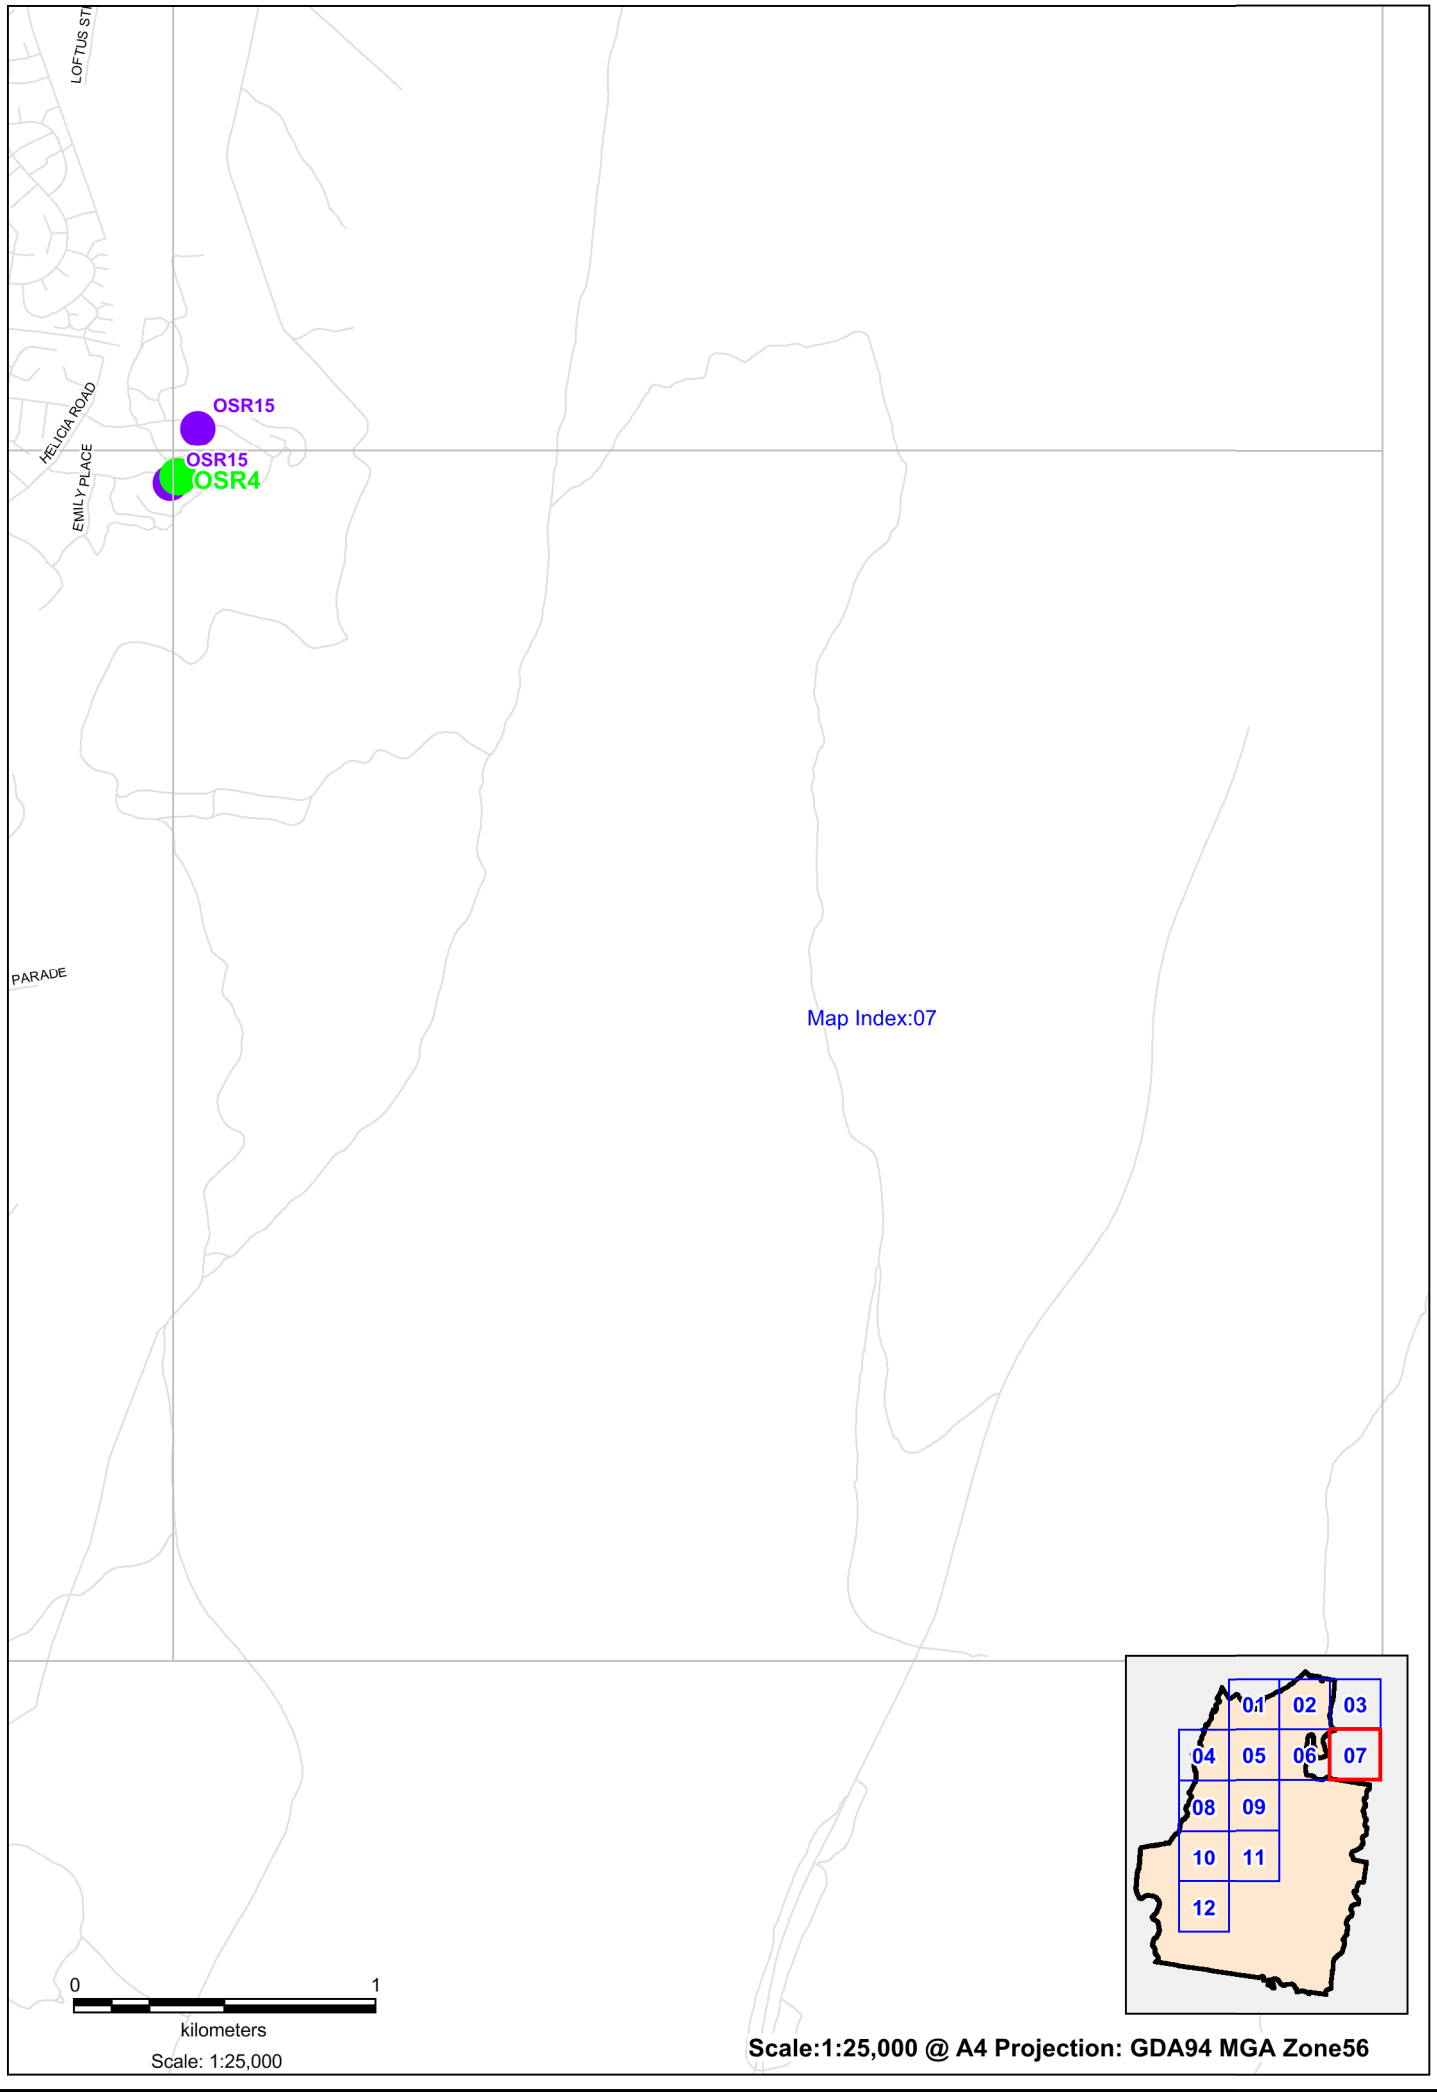 LOFTUS
OSR15
HELICIA ROAD
OSR15
EMILY PLACE
OSR4
PARADE
Map Index:07
01 02 03
04 05 06 07
08 09
10 11
12
0 1
kilometers
Scale: 1:25,000
Scale:1:25,000 @ A4 Projection: GDA94 MGA Zone56